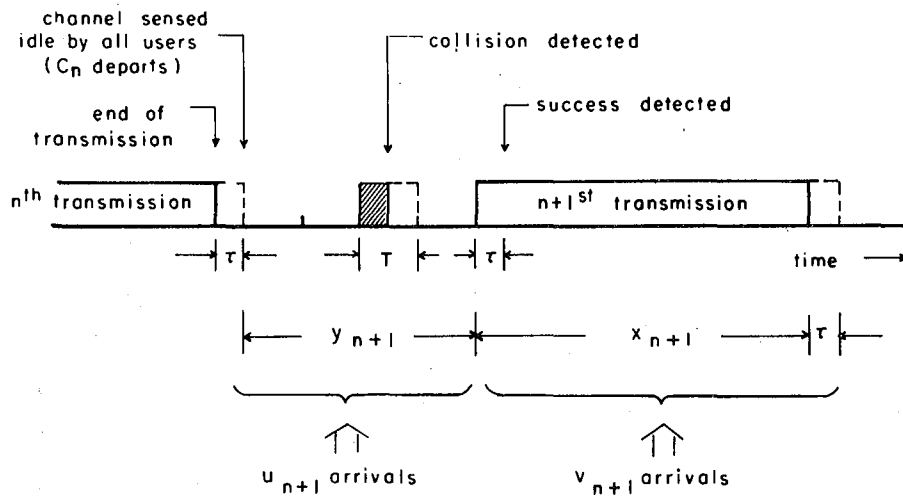 channel sensed
idle by all users
(Cn departs)
collision detected
end of
transmission
success detected
nth transmission
n+1st transmission
τ
T
τ
time
yn+1
xn+1
τ
un+1 arrivals
vn+1 arrivals